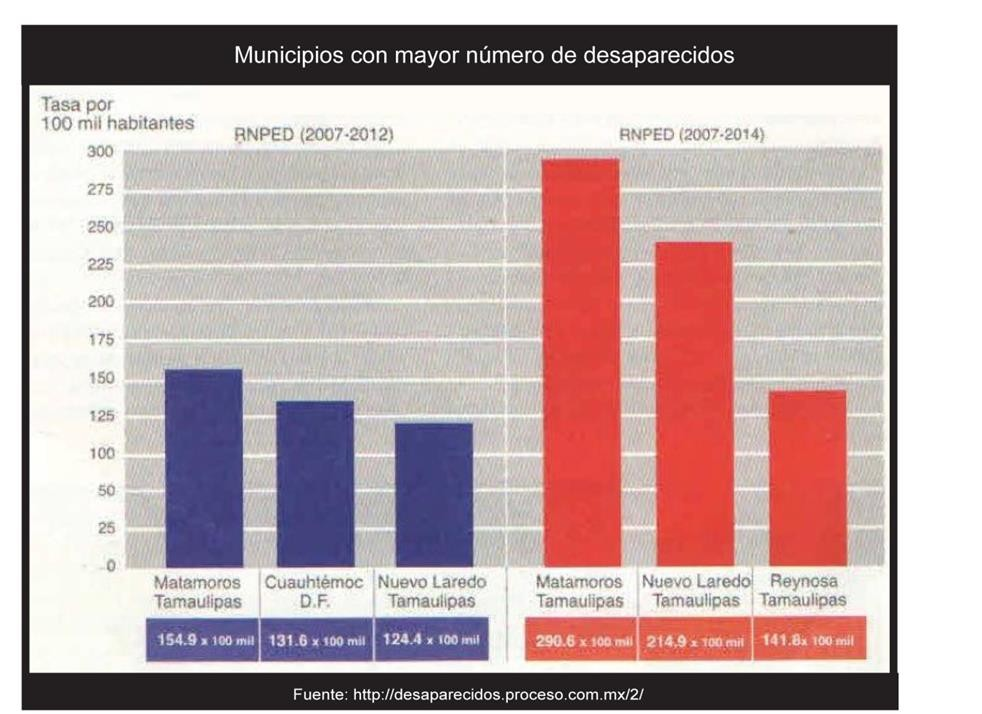 Municipios con mayor número de desaparecidos
Tasa por
100 mil habitantes
RNPED (2007-2012)
RNPED (2007-2014)
300
275
250
225
200
175
150
125
100
50
25
0
Matamoros
Tamaulipas
Cuauhtémoc
D.F.
Nuevo Laredo
Tamaulipas
Matamoros
Tamaulipas
Nuevo Laredo
Tamaulipas
Reynosa
Tamaulipas
154.9 x 100 mil
131.6 x 100 mil
124.4 x 100 mil
290.6 x 100 mil
214.9 x 100 mil
141.8x 100 mil
Fuente: http://desaparecidos.proceso.com.mx/2/